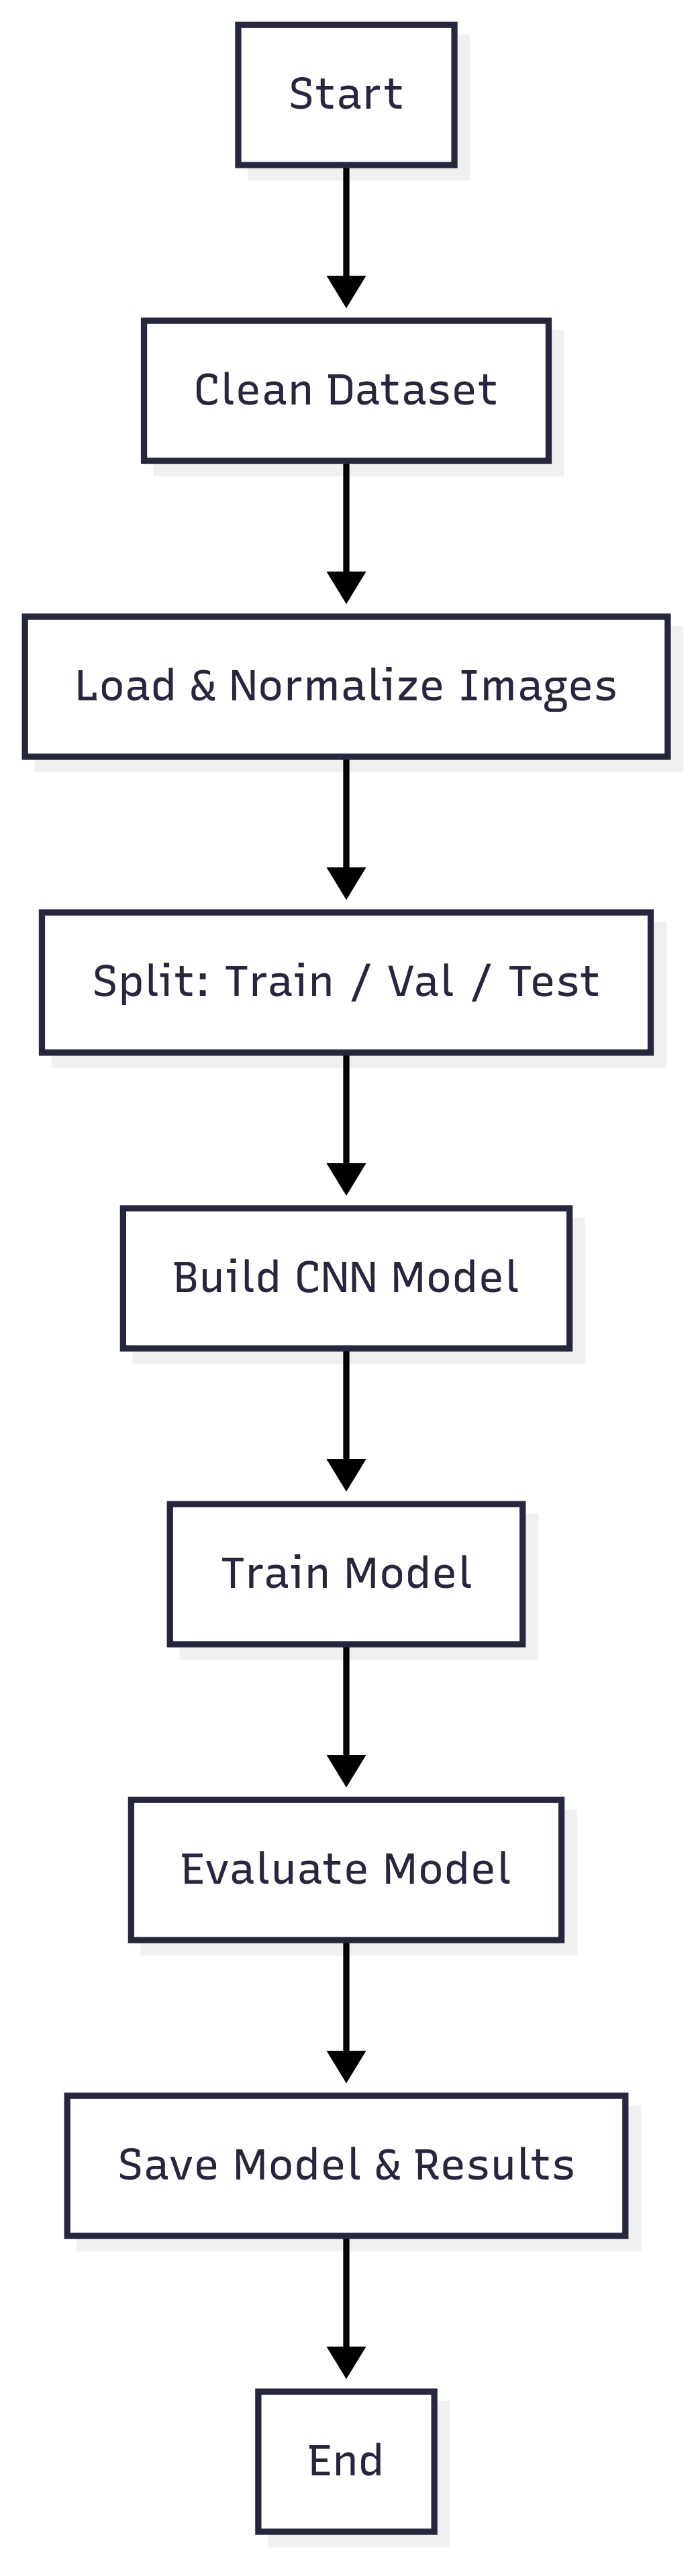 Start
Clean Dataset
Load & Normalize Images
Split: Train / Val / Test
Build CNN Model
Train Model
Evaluate Model
Save Model & Results
End